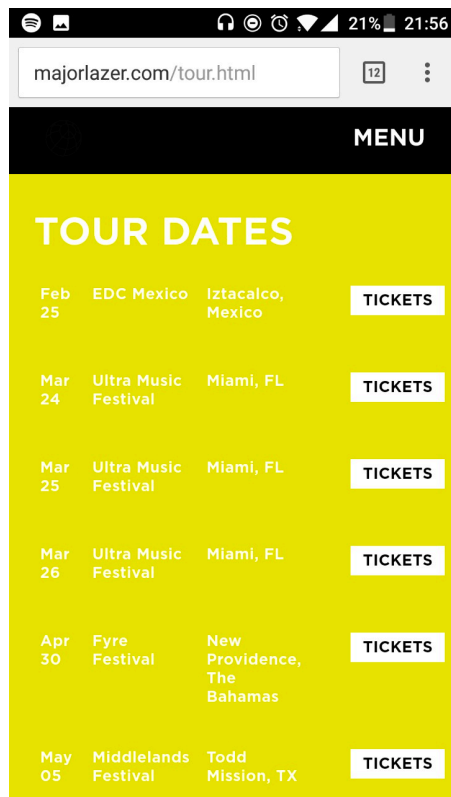 21% 21:56
majorlazer.com/tour.html 12
MENU
TOUR DATES
Feb 25 EDC Mexico Iztacalco, Mexico TICKETS
Mar 24 Ultra Music Festival Miami, FL TICKETS
Mar 25 Ultra Music Festival Miami, FL TICKETS
Mar 26 Ultra Music Festival Miami, FL TICKETS
Apr 30 Fyre Festival New Providence, The Bahamas TICKETS
May 05 Middlelands Festival Todd Mission, TX TICKETS